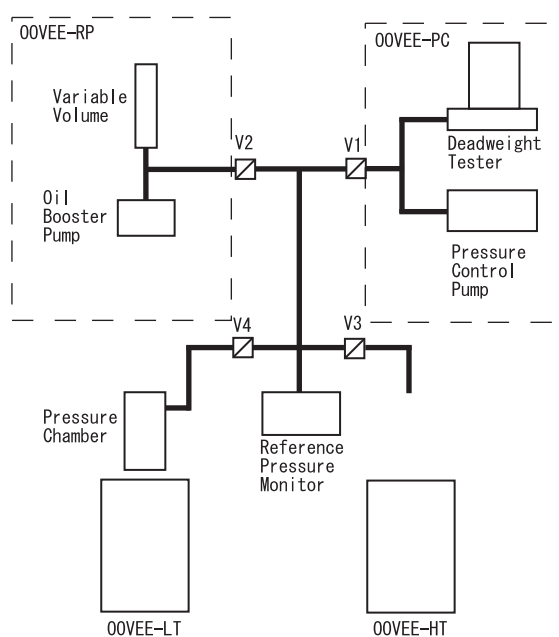 OOVEE-RP
Variable
Volume
Oil
Booster
Pump
V2
V1
OOVEE-PC
Deadweight
Tester
Pressure
Control
Pump
V4
V3
Pressure
Chamber
Reference
Pressure
Monitor
OOVEE-LT
OOVEE-HT